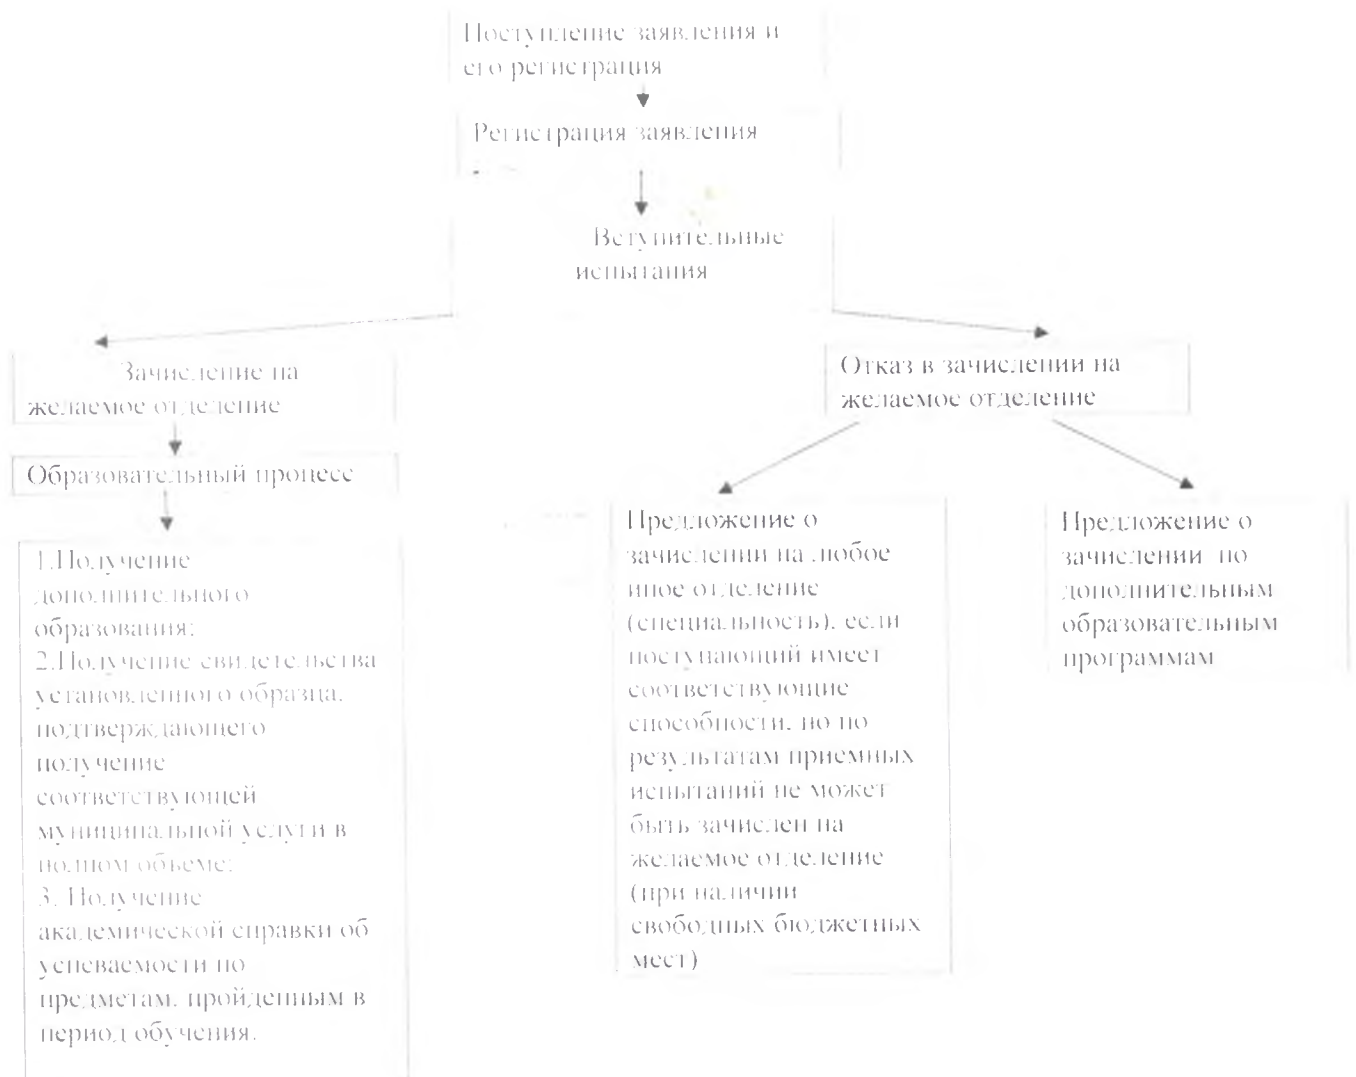 Поступление заявления и
его регистрация
Регистрация заявления
Вступительные
испытания
Зачисление на
желаемое отделение
Отказ в зачислении на
желаемое отделение
Образовательный процесс
1.Получение
дополнительного
образования;
2.Получение свидетельства
установленного образца,
подтверждающего
получение
соответствующей
муниципальной услуги в
полном объеме;
3. Получение
академической справки об
успеваемости по
предметам, пройденным в
период обучения.
Предложение о
зачислении на любое
иное отделение
(специальность), если
поступающий имеет
соответствующие
способности, но по
результатам приемных
испытаний не может
быть зачислен на
желаемое отделение
(при наличии
свободных бюджетных
мест)
Предложение о
зачислении по
дополнительным
образовательным
программам